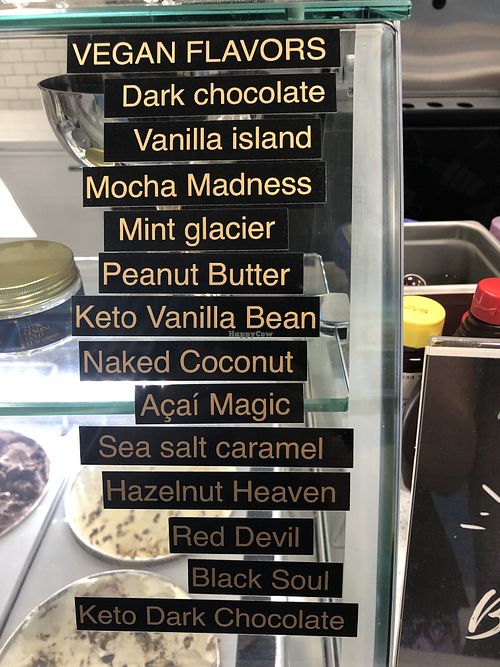 VEGAN FLAVORS
Dark chocolate
Vanilla island
Mocha Madness
Mint glacier
Peanut Butter
Keto Vanilla Bean
HappyCow
Naked Coconut
Açaí Magic
Sea salt caramel
Hazelnut Heaven
Red Devil
Black Soul
Keto Dark Chocolate